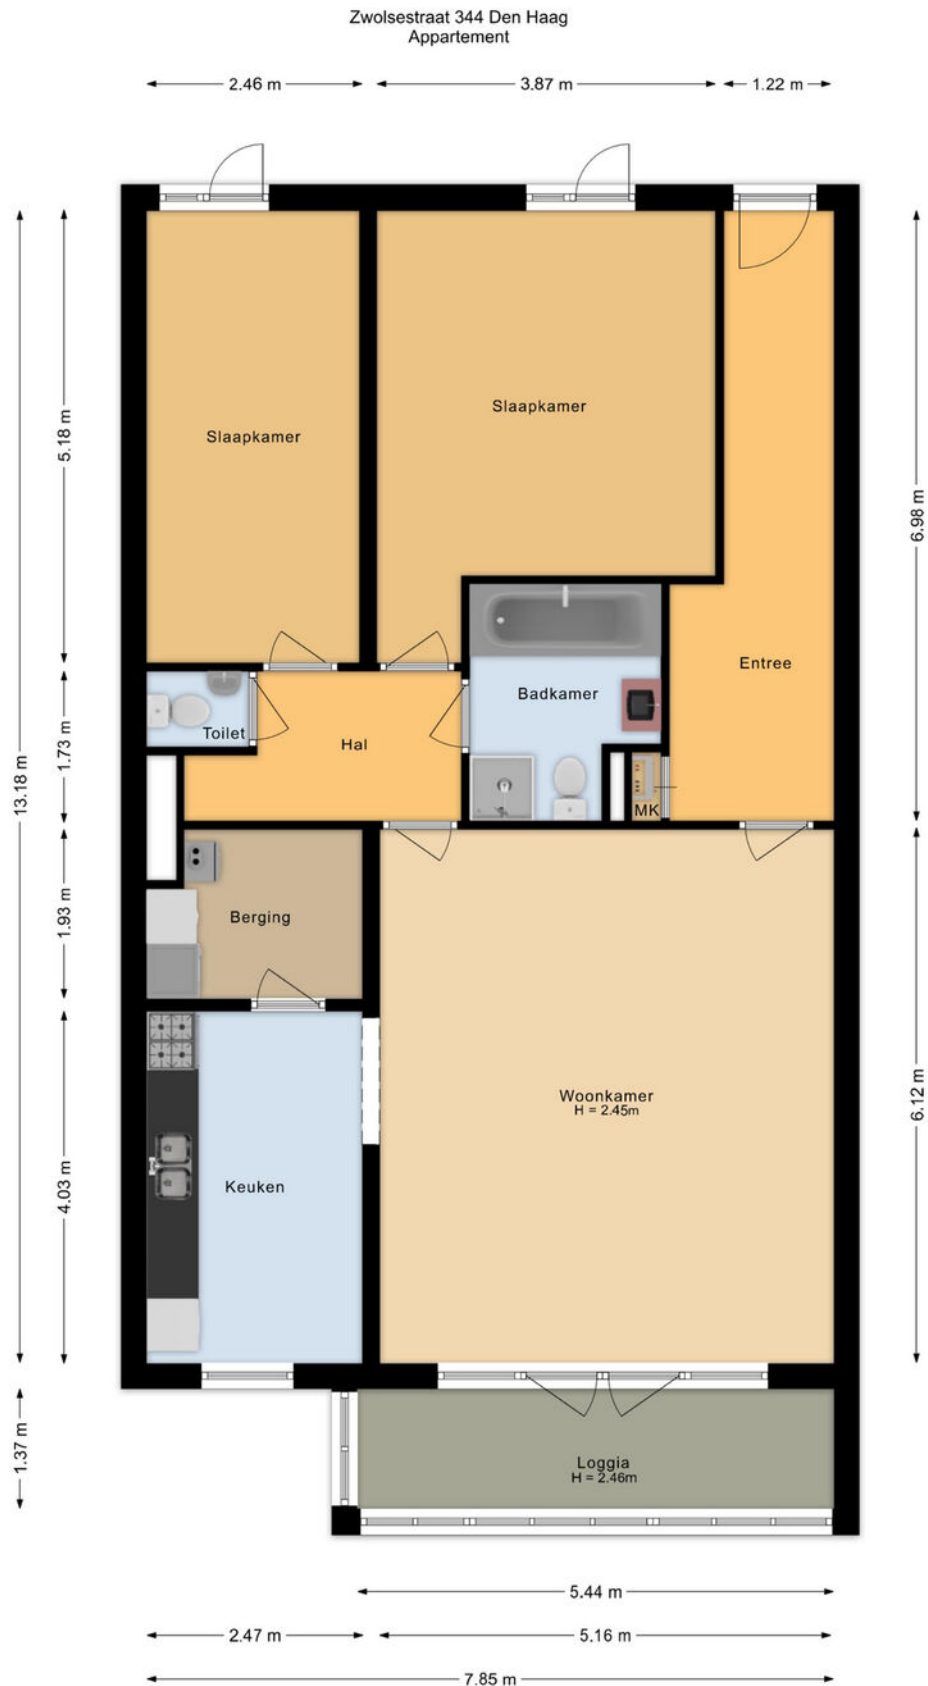 Zwolsestraat 344 Den Haag
Appartement
2.46 m
3.87 m
1.22 m
13.18 m
5.18 m
6.98 m
Slaapkamer
Slaapkamer
Entree
1.73 m
Toilet
Hal
Badkamer
MK
1.93 m
Berging
4.03 m
Keuken
Woonkamer
H = 2.45m
6.12 m
1.37 m
Loggia
H = 2.46m
5.44 m
2.47 m
5.16 m
7.85 m